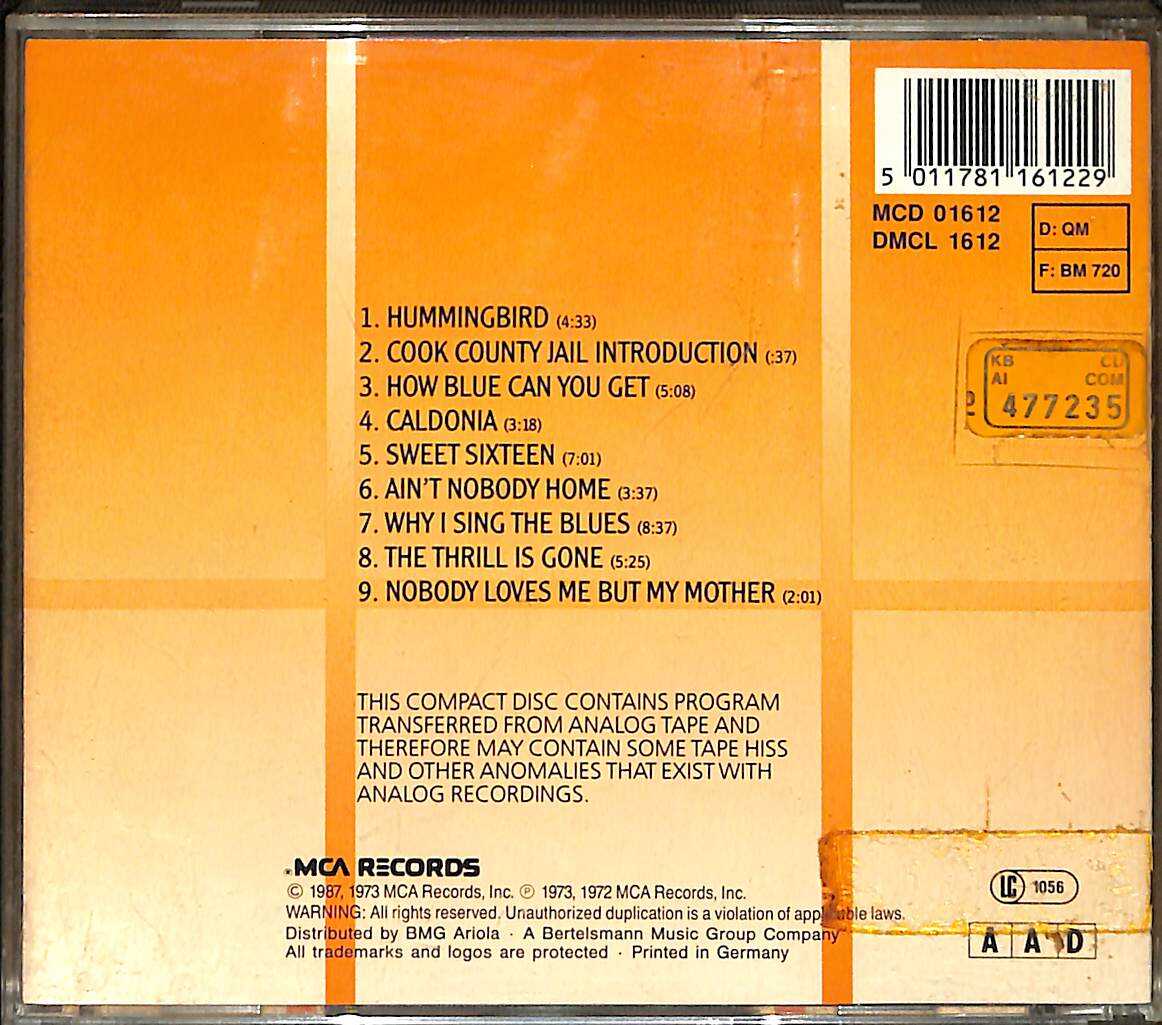 5 011781 161229
MCD 01612
DMCL 1612
D: QM
F: BM 720
1. HUMMINGBIRD (4:33)
2. COOK COUNTY JAIL INTRODUCTION (:37)
3. HOW BLUE CAN YOU GET (5:08)
4. CALDONIA (3:18)
5. SWEET SIXTEEN (7:01)
6. AIN'T NOBODY HOME (3:37)
7. WHY I SING THE BLUES (8:37)
8. THE THRILL IS GONE (5:25)
9. NOBODY LOVES ME BUT MY MOTHER (2:01)
KB CD
AI COM
2 477235
THIS COMPACT DISC CONTAINS PROGRAM
TRANSFERRED FROM ANALOG TAPE AND
THEREFORE MAY CONTAIN SOME TAPE HISS
AND OTHER ANOMALIES THAT EXIST WITH
ANALOG RECORDINGS.
MCA RECORDS
© 1987, 1973 MCA Records, Inc. ℗ 1973, 1972 MCA Records, Inc.
WARNING: All rights reserved. Unauthorized duplication is a violation of applicable laws.
Distributed by BMG Ariola · A Bertelsmann Music Group Company
All trademarks and logos are protected · Printed in Germany
LC 1056
A A D